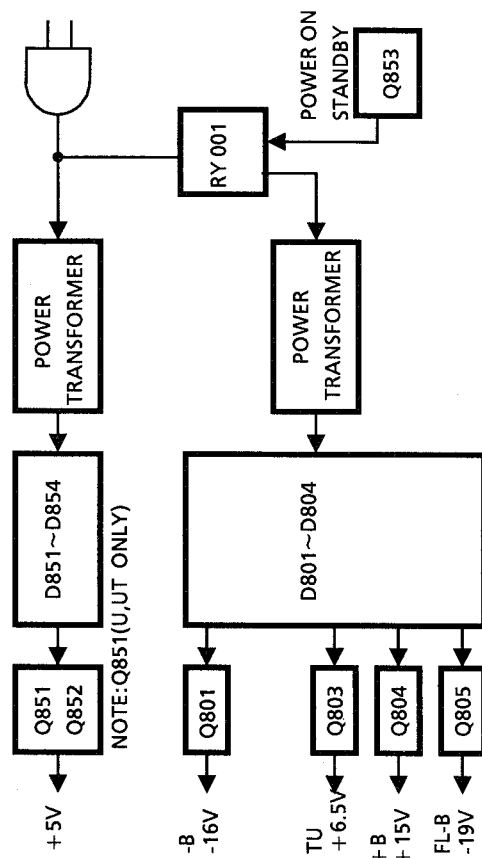 POWER ON
STANDBY
Q853
RY 001
POWER
TRANSFORMER
POWER
TRANSFORMER
D851~D854
D801~D804
Q851
Q852
NOTE:Q851(U,UT ONLY)
Q801
Q803
Q804
Q805
+5V
-B
-16V
TU
+6.5V
+B
+15V
FL-B
-19V